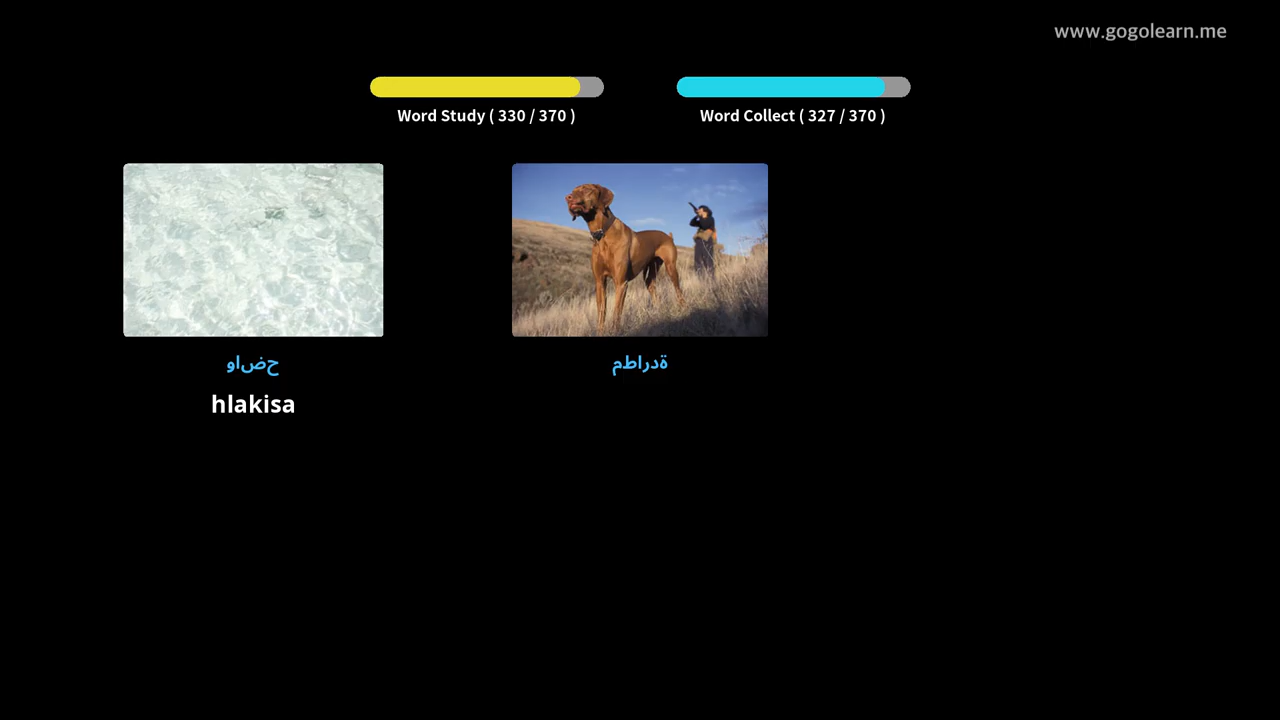 www.gogolearn.me
Word Study ( 330 / 370 )
Word Collect ( 327 / 370 )
حضاو
ةدراطم
hlakisa